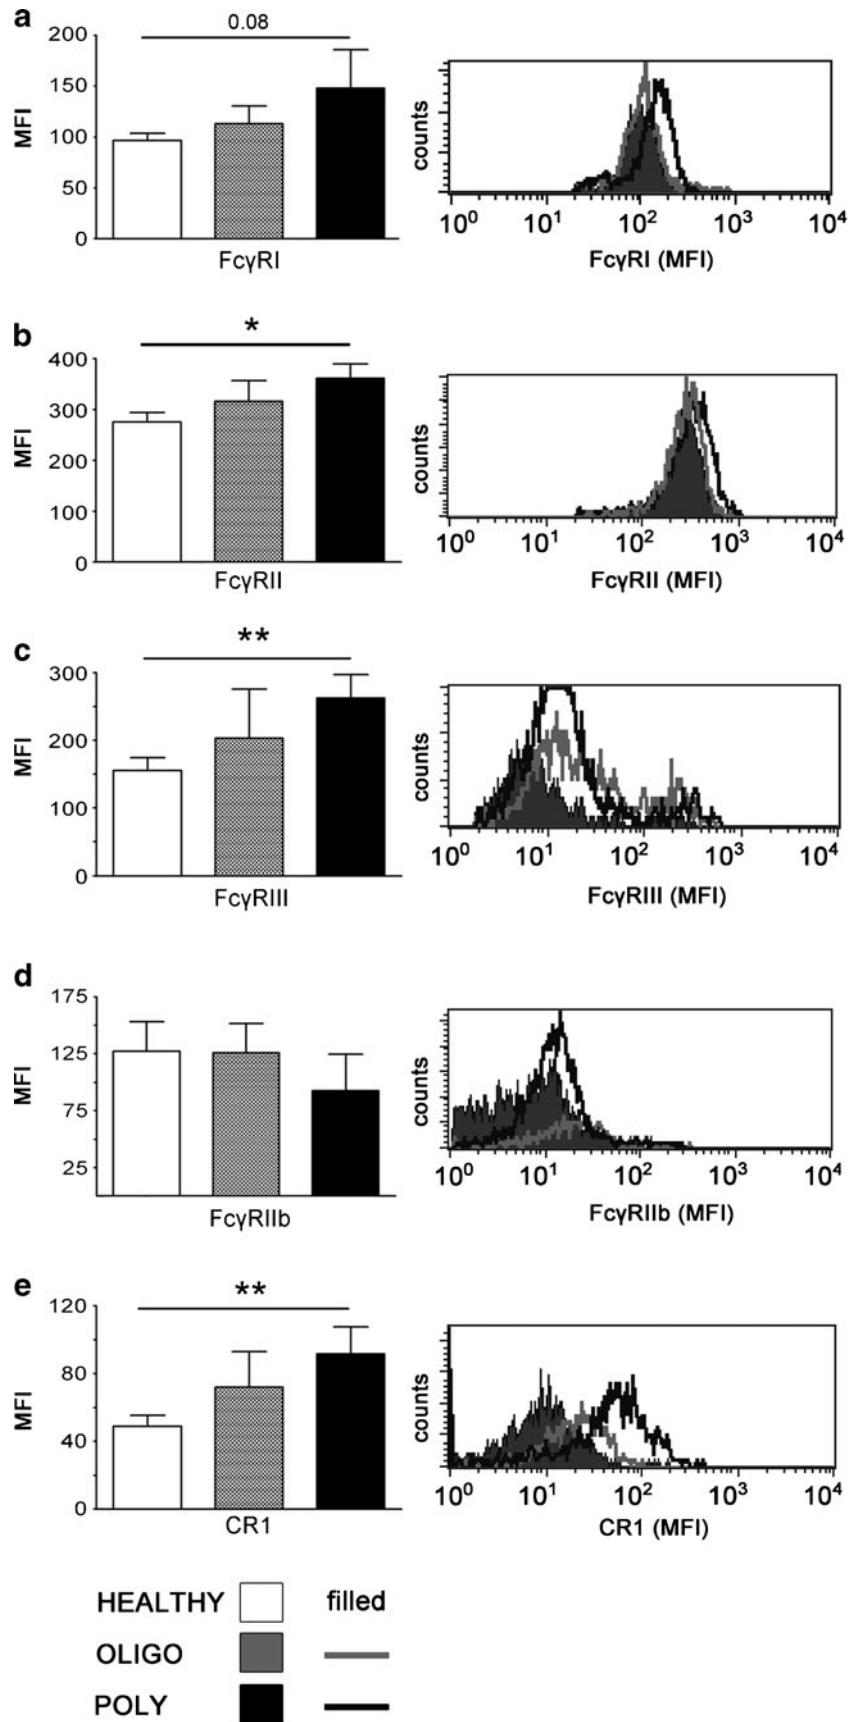 a
0.08
200
150
100
50
0
MFI
FcγRI
counts
10^0 10^1 10^2 10^3 10^4
FcγRI (MFI)
b
*
400
300
200
100
0
MFI
FcγRII
counts
10^0 10^1 10^2 10^3 10^4
FcγRII (MFI)
c
**
300
200
100
0
MFI
FcγRIII
counts
10^0 10^1 10^2 10^3 10^4
FcγRIII (MFI)
d
175
125
75
25
MFI
FcγRIIb
counts
10^0 10^1 10^2 10^3 10^4
FcγRIIb (MFI)
e
**
120
80
40
0
MFI
CR1
counts
10^0 10^1 10^2 10^3 10^4
CR1 (MFI)
HEALTHY filled
OLIGO
POLY